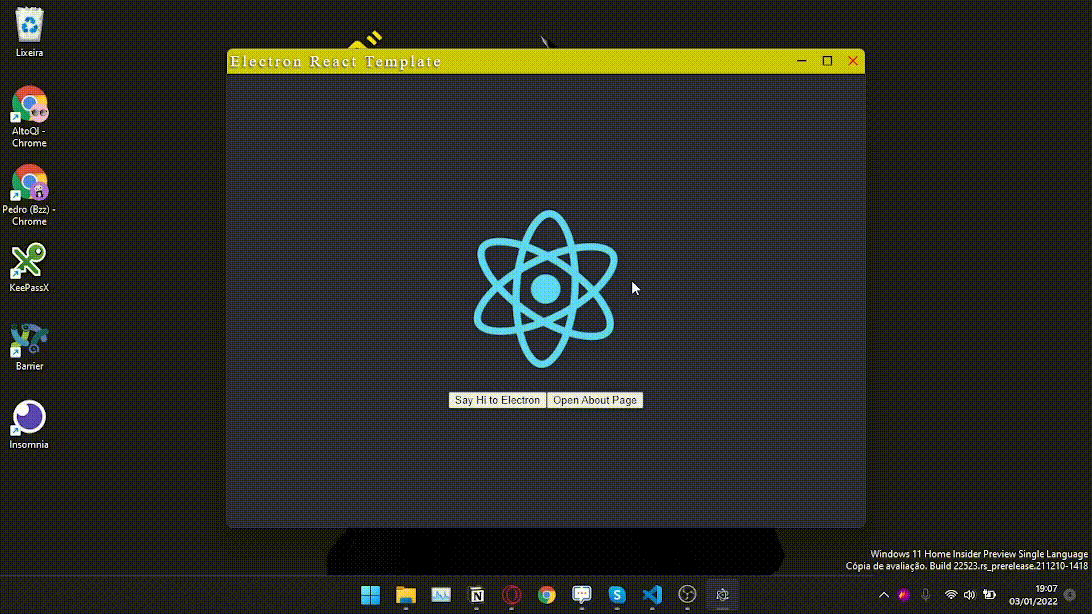 Lixeira
AltoQI -
Chrome
Pedro (Bzz) -
Chrome
KeePassX
Barrier
Insomnia
Electron React Template
Say Hi to Electron
Open About Page
Windows 11 Home Insider Preview Single Language
Cópia de avaliação. Build 22523.rs_prerelease.211210-1418
19:07
03/01/2022
4